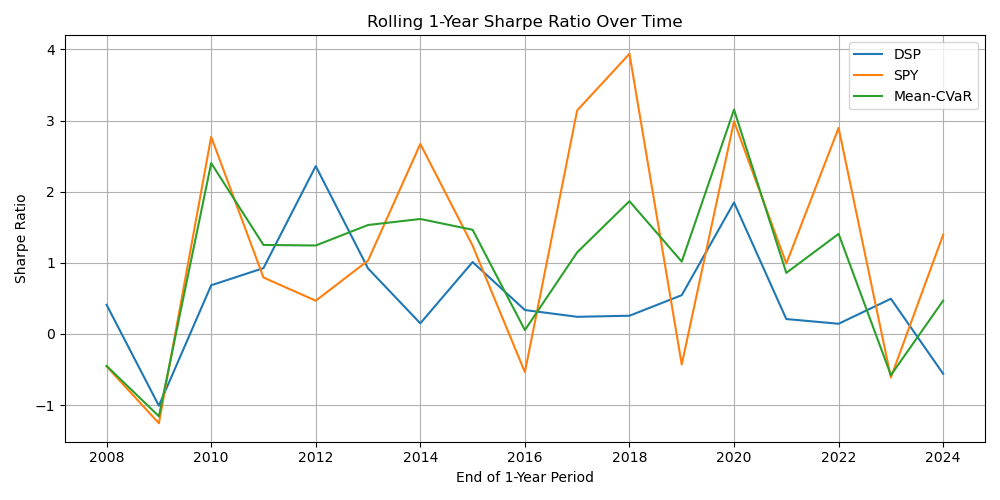 Rolling 1-Year Sharpe Ratio Over Time
DSP
SPY
Mean-CVaR
Sharpe Ratio
4
3
2
1
0
−1
2008 2010 2012 2014 2016 2018 2020 2022 2024
End of 1-Year Period